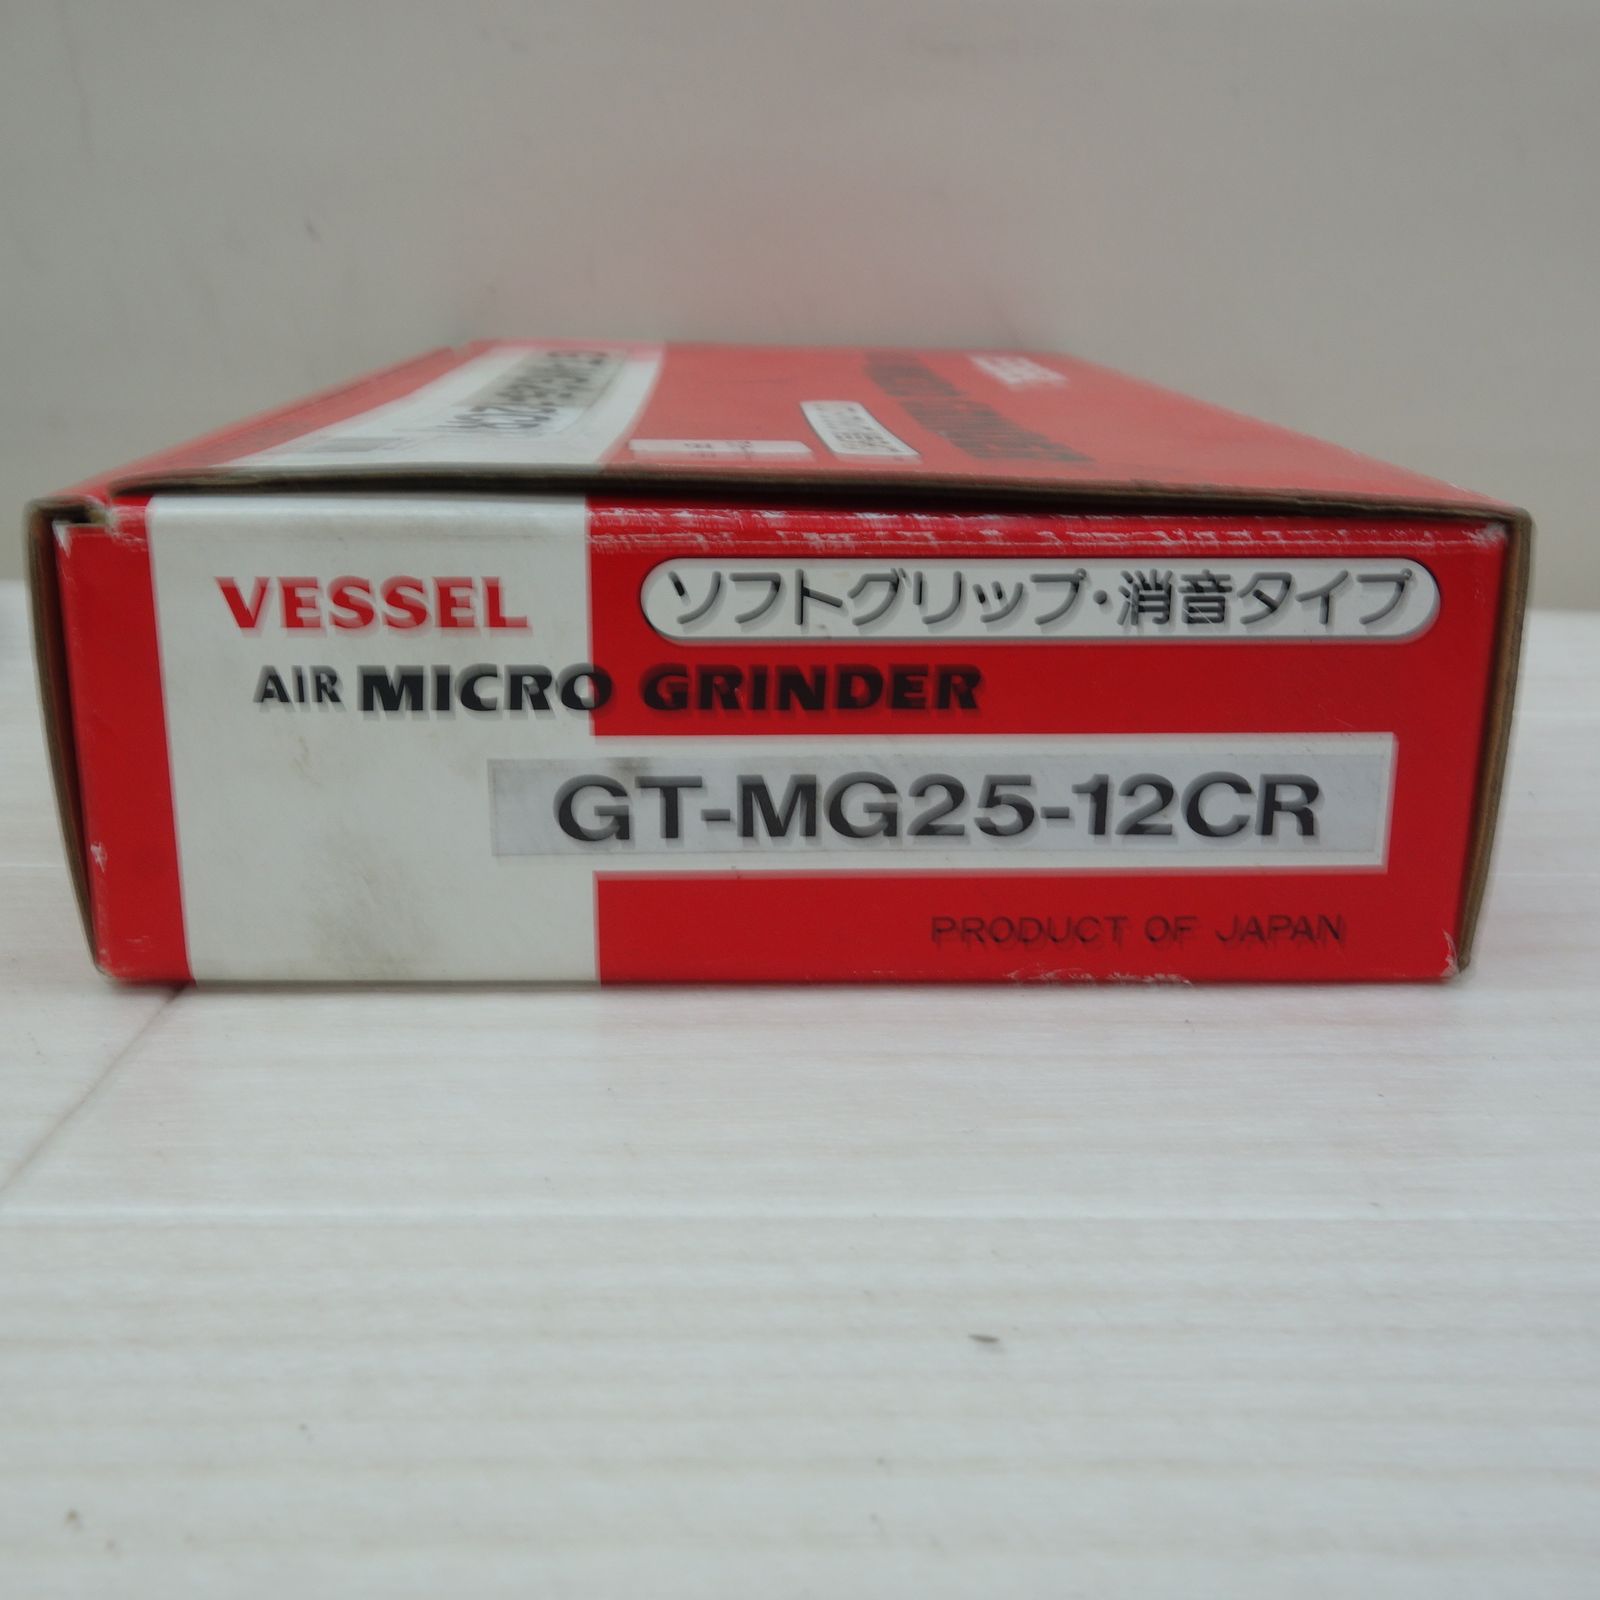 VESSEL
ソフトグリップ・消音タイプ
AIR MICRO GRINDER
GT-MG25-12CR
PRODUCT OF JAPAN